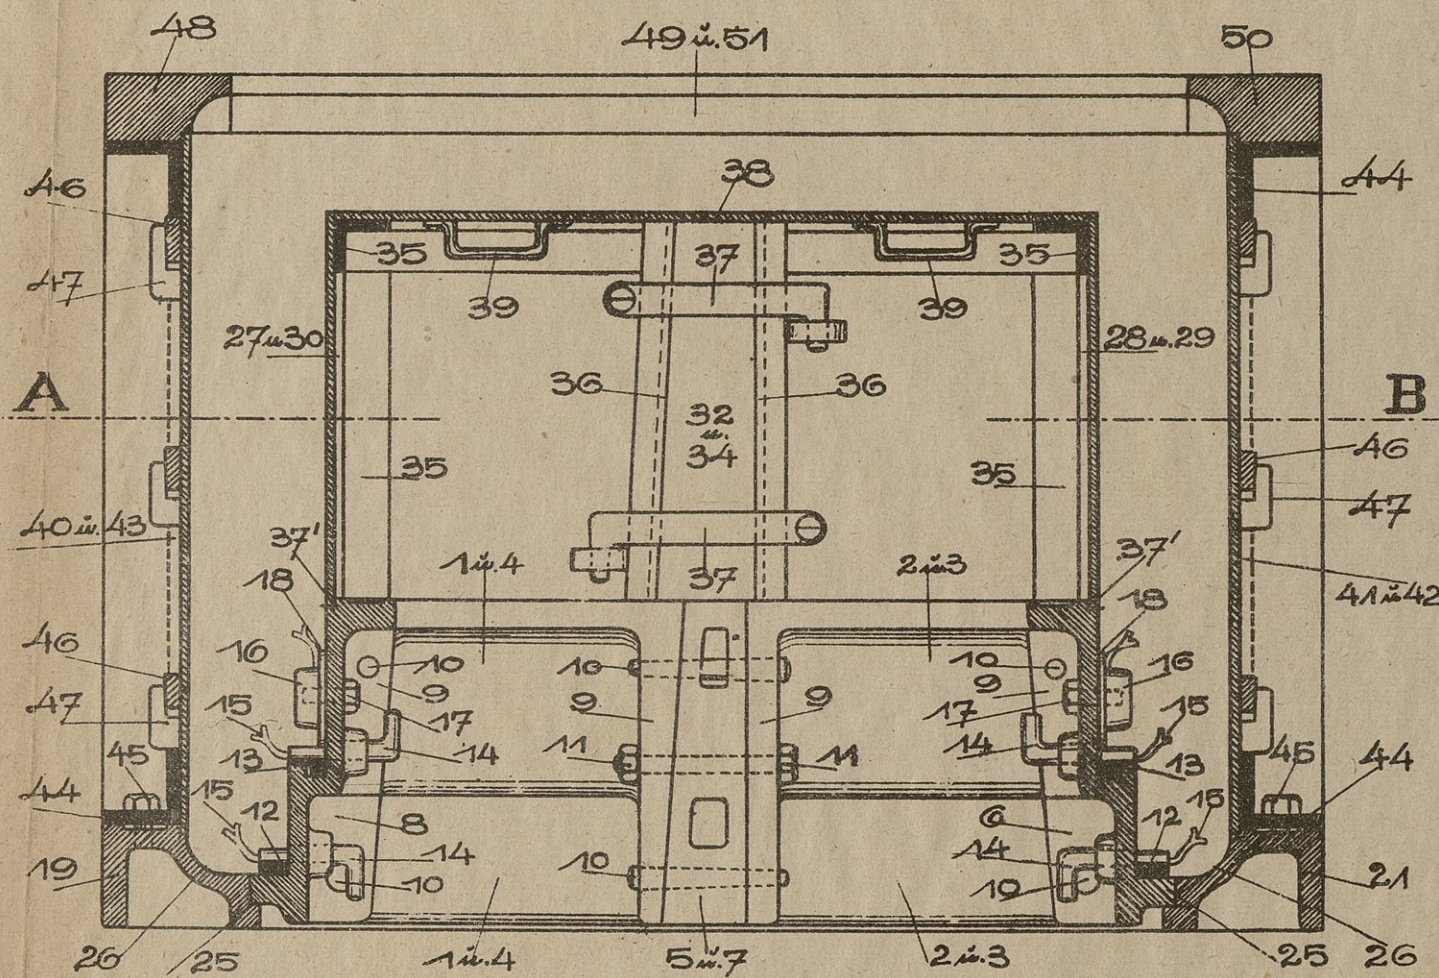 48 49 u. 51 50
46 38 44
47 35 37 35
39 39
27 u 30 28 u. 29
A 36 36 B
32
u.
34
46
35 35
47
40 u. 43
37' 1 u. 4 37 2 u. 3 37'
18 18 41 u 42
46 16 10 10 10 16
9 9
47 15 17 9 9 17 15
45 14 11 11 14 45
13 13
44 15 12 44
15
8 6 12
19 14 10 14 21
10 10
26 25 1 u. 4 5 u. 7 2 u. 3 25 26